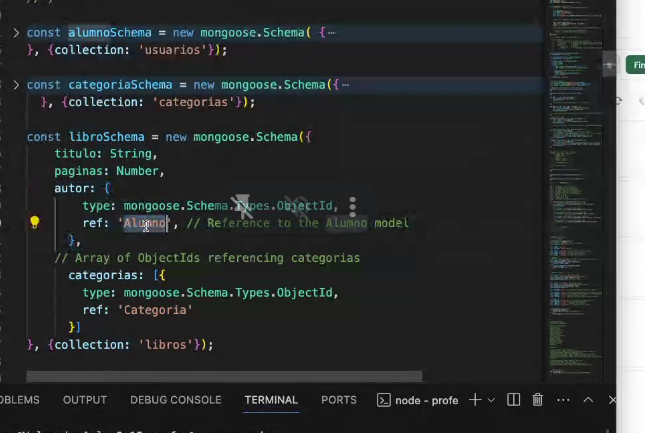 const alumnoSchema = new mongoose.Schema( {…
}, {collection: 'usuarios'});
const categoriaSchema = new mongoose.Schema({…
}, {collection: 'categorias'});
const libroSchema = new mongoose.Schema({
titulo: String,
paginas: Number,
autor: {
type: mongoose.Schema.Types.ObjectId,
ref: 'Alumno', // Reference to the Alumno model
},
// Array of ObjectIds referencing categorias
categorias: [{
type: mongoose.Schema.Types.ObjectId,
ref: 'Categoria'
}]
}, {collection: 'libros'});
OBLEMS OUTPUT DEBUG CONSOLE TERMINAL PORTS node - profe
Fin